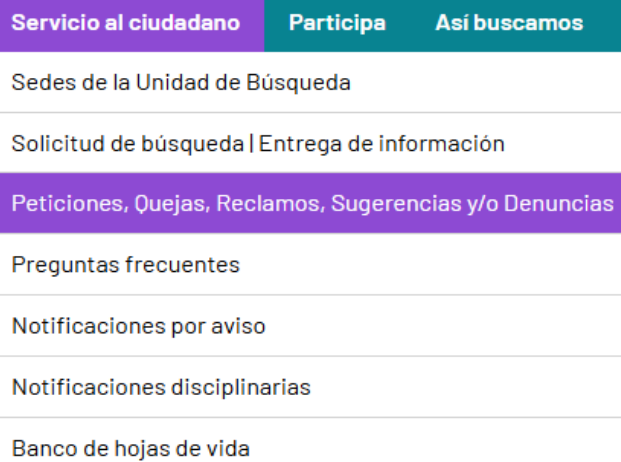 Servicio al ciudadano Participa Así buscamos
Sedes de la Unidad de Búsqueda
Solicitud de búsqueda | Entrega de información
Peticiones, Quejas, Reclamos, Sugerencias y/o Denuncias
Preguntas frecuentes
Notificaciones por aviso
Notificaciones disciplinarias
Banco de hojas de vida